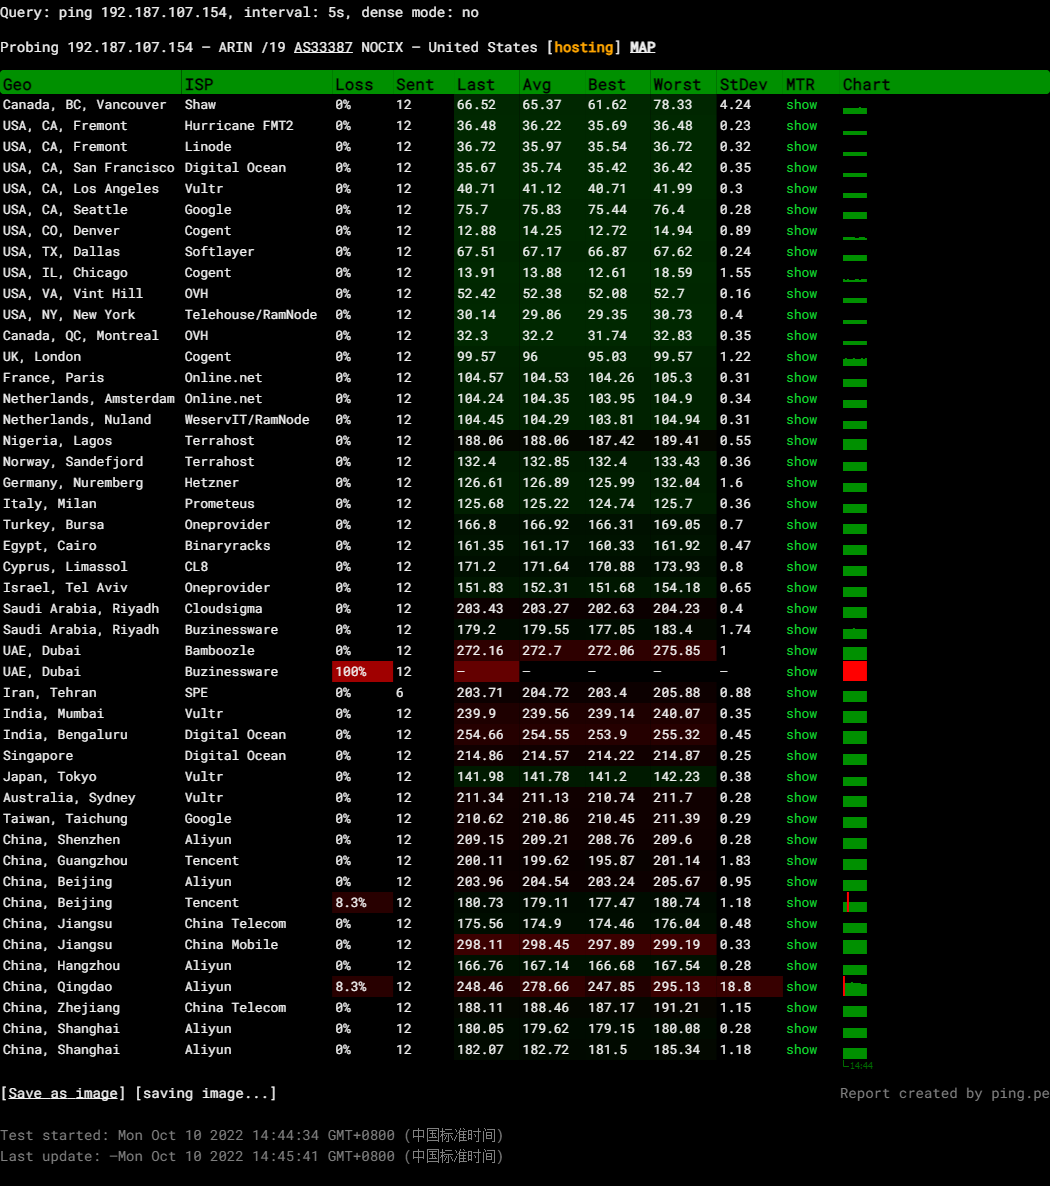 Query: ping 192.187.107.154, interval: 5s, dense mode: no
Probing 192.187.107.154 — ARIN /19 AS33387 NOCIX — United States [hosting] MAP
Geo ISP Loss Sent Last Avg Best Worst StDev MTR Chart
Canada, BC, Vancouver Shaw 0% 12 66.52 65.37 61.62 78.33 4.24 show
USA, CA, Fremont Hurricane FMT2 0% 12 36.48 36.22 35.69 36.48 0.23 show
USA, CA, Fremont Linode 0% 12 36.72 35.97 35.54 36.72 0.32 show
USA, CA, San Francisco Digital Ocean 0% 12 35.67 35.74 35.42 36.42 0.35 show
USA, CA, Los Angeles Vultr 0% 12 40.71 41.12 40.71 41.99 0.3 show
USA, CA, Seattle Google 0% 12 75.7 75.83 75.44 76.4 0.28 show
USA, CO, Denver Cogent 0% 12 12.88 14.25 12.72 14.94 0.89 show
USA, TX, Dallas Softlayer 0% 12 67.51 67.17 66.87 67.62 0.24 show
USA, IL, Chicago Cogent 0% 12 13.91 13.88 12.61 18.59 1.55 show
USA, VA, Vint Hill OVH 0% 12 52.42 52.38 52.08 52.7 0.16 show
USA, NY, New York Telehouse/RamNode 0% 12 30.14 29.86 29.35 30.73 0.4 show
Canada, QC, Montreal OVH 0% 12 32.3 32.2 31.74 32.83 0.35 show
UK, London Cogent 0% 12 99.57 96 95.03 99.57 1.22 show
France, Paris Online.net 0% 12 104.57 104.53 104.26 105.3 0.31 show
Netherlands, Amsterdam Online.net 0% 12 104.24 104.35 103.95 104.9 0.34 show
Netherlands, Nuland WeservIT/RamNode 0% 12 104.45 104.29 103.81 104.94 0.31 show
Nigeria, Lagos Terrahost 0% 12 188.06 188.06 187.42 189.41 0.55 show
Norway, Sandefjord Terrahost 0% 12 132.4 132.85 132.4 133.43 0.36 show
Germany, Nuremberg Hetzner 0% 12 126.61 126.89 125.99 132.04 1.6 show
Italy, Milan Prometeus 0% 12 125.68 125.22 124.74 125.7 0.36 show
Turkey, Bursa Oneprovider 0% 12 166.8 166.92 166.31 169.05 0.7 show
Egypt, Cairo Binaryracks 0% 12 161.35 161.17 160.33 161.92 0.47 show
Cyprus, Limassol CL8 0% 12 171.2 171.64 170.88 173.93 0.8 show
Israel, Tel Aviv Oneprovider 0% 12 151.83 152.31 151.68 154.18 0.65 show
Saudi Arabia, Riyadh Cloudsigma 0% 12 203.43 203.27 202.63 204.23 0.4 show
Saudi Arabia, Riyadh Buzinessware 0% 12 179.2 179.55 177.05 183.4 1.74 show
UAE, Dubai Bamboozle 0% 12 272.16 272.7 272.06 275.85 1 show
UAE, Dubai Buzinessware 100% 12 — — — — — show
Iran, Tehran SPE 0% 6 203.71 204.72 203.4 205.88 0.88 show
India, Mumbai Vultr 0% 12 239.9 239.56 239.14 240.07 0.35 show
India, Bengaluru Digital Ocean 0% 12 254.66 254.55 253.9 255.32 0.45 show
Singapore Digital Ocean 0% 12 214.86 214.57 214.22 214.87 0.25 show
Japan, Tokyo Vultr 0% 12 141.98 141.78 141.2 142.23 0.38 show
Australia, Sydney Vultr 0% 12 211.34 211.13 210.74 211.7 0.28 show
Taiwan, Taichung Google 0% 12 210.62 210.86 210.45 211.39 0.29 show
China, Shenzhen Aliyun 0% 12 209.15 209.21 208.76 209.6 0.28 show
China, Guangzhou Tencent 0% 12 200.11 199.62 195.87 201.14 1.83 show
China, Beijing Aliyun 0% 12 203.96 204.54 203.24 205.67 0.95 show
China, Beijing Tencent 8.3% 12 180.73 179.11 177.47 180.74 1.18 show
China, Jiangsu China Telecom 0% 12 175.56 174.9 174.46 176.04 0.48 show
China, Jiangsu China Mobile 0% 12 298.11 298.45 297.89 299.19 0.33 show
China, Hangzhou Aliyun 0% 12 166.76 167.14 166.68 167.54 0.28 show
China, Qingdao Aliyun 8.3% 12 248.46 278.66 247.85 295.13 18.8 show
China, Zhejiang China Telecom 0% 12 188.11 188.46 187.17 191.21 1.15 show
China, Shanghai Aliyun 0% 12 180.05 179.62 179.15 180.08 0.28 show
China, Shanghai Aliyun 0% 12 182.07 182.72 181.5 185.34 1.18 show
14:44
[Save as image] [saving image...] Report created by ping.pe
Test started: Mon Oct 10 2022 14:44:34 GMT+0800 (中国标准时间)
Last update: —Mon Oct 10 2022 14:45:41 GMT+0800 (中国标准时间)